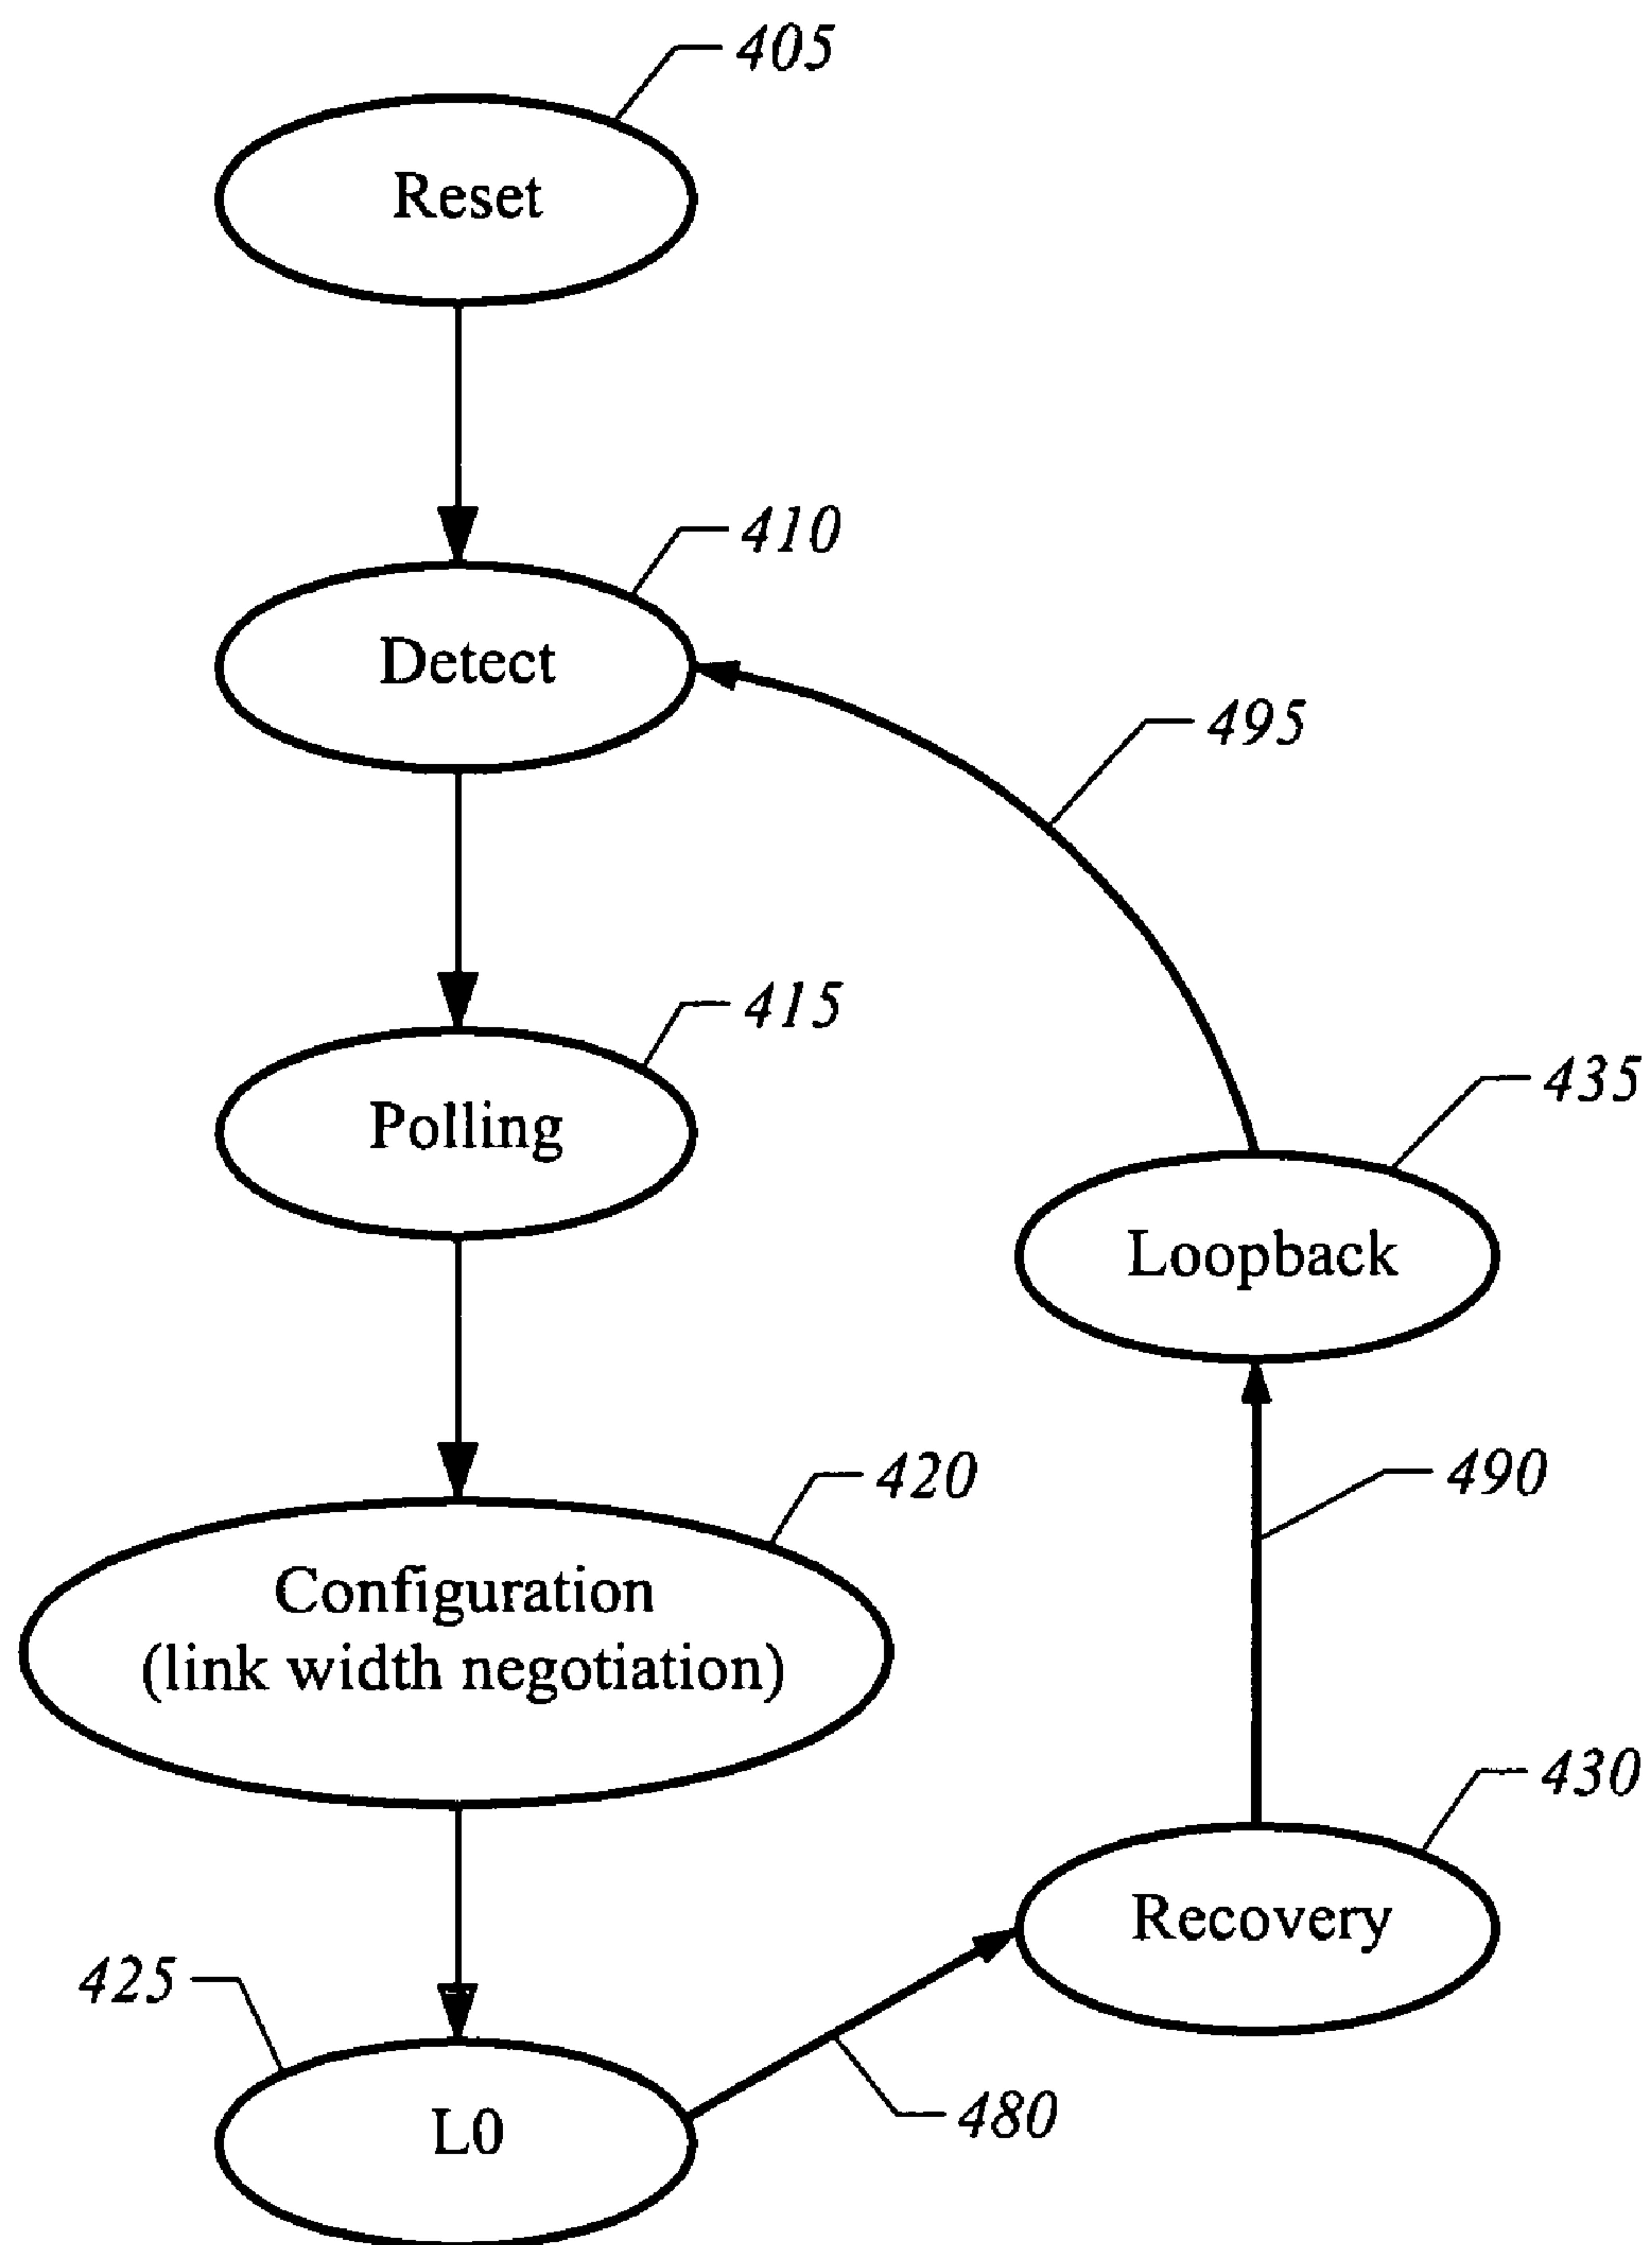 405
Reset
410
Detect
495
415
Polling
435
Loopback
420
Configuration
(link width negotiation)
490
430
Recovery
425
L0
480